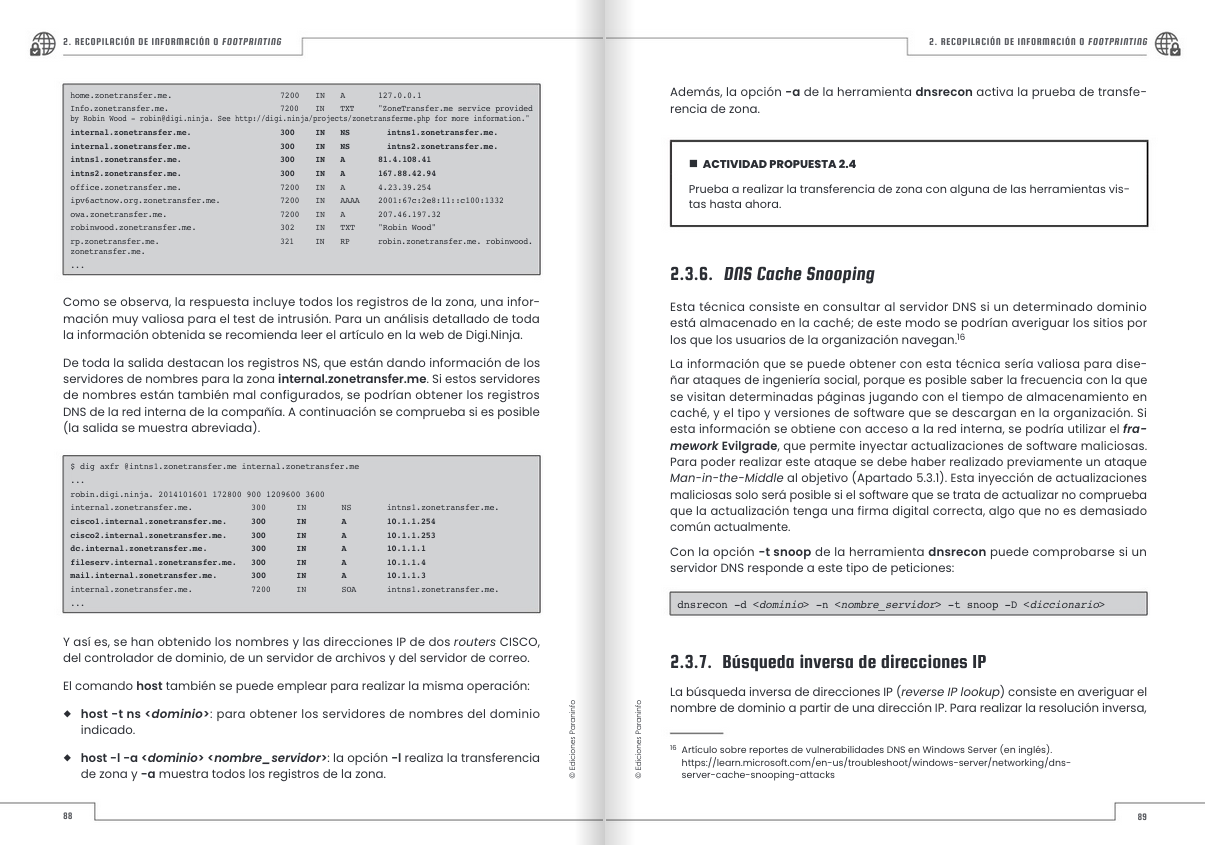 2. RECOPILACIÓN DE INFORMACIÓN O FOOTPRINTING
home.zonetransfer.me. 7200 IN A 127.0.0.1
Info.zonetransfer.me. 7200 IN TXT "ZoneTransfer.me service provided
by Robin Wood - robin@digi.ninja. See http://digi.ninja/projects/zonetransferme.php for more information."
internal.zonetransfer.me. 300 IN NS intns1.zonetransfer.me.
internal.zonetransfer.me. 300 IN NS intns2.zonetransfer.me.
intns1.zonetransfer.me. 300 IN A 81.4.108.41
intns2.zonetransfer.me. 300 IN A 167.88.42.94
office.zonetransfer.me. 7200 IN A 4.23.39.254
ipv6actnow.org.zonetransfer.me. 7200 IN AAAA 2001:67c:2e8:11::c100:1332
owa.zonetransfer.me. 7200 IN A 207.46.197.32
robinwood.zonetransfer.me. 302 IN TXT "Robin Wood"
rp.zonetransfer.me. 321 IN RP robin.zonetransfer.me. robinwood.
zonetransfer.me.
...
Como se observa, la respuesta incluye todos los registros de la zona, una infor-
mación muy valiosa para el test de intrusión. Para un análisis detallado de toda
la información obtenida se recomienda leer el artículo en la web de Digi.Ninja.
De toda la salida destacan los registros NS, que están dando información de los
servidores de nombres para la zona internal.zonetransfer.me. Si estos servidores
de nombres están también mal configurados, se podrían obtener los registros
DNS de la red interna de la compañía. A continuación se comprueba si es posible
(la salida se muestra abreviada).
$ dig axfr @intns1.zonetransfer.me internal.zonetransfer.me
...
robin.digi.ninja. 2014101601 172800 900 1209600 3600
internal.zonetransfer.me. 300 IN NS intns1.zonetransfer.me.
cisco1.internal.zonetransfer.me. 300 IN A 10.1.1.254
cisco2.internal.zonetransfer.me. 300 IN A 10.1.1.253
dc.internal.zonetransfer.me. 300 IN A 10.1.1.1
fileserv.internal.zonetransfer.me. 300 IN A 10.1.1.4
mail.internal.zonetransfer.me. 300 IN A 10.1.1.3
internal.zonetransfer.me. 7200 IN SOA intns1.zonetransfer.me.
...
Y así es, se han obtenido los nombres y las direcciones IP de dos routers CISCO,
del controlador de dominio, de un servidor de archivos y del servidor de correo.
El comando host también se puede emplear para realizar la misma operación:
◆ host -t ns <dominio>: para obtener los servidores de nombres del dominio
indicado.
◆ host -l -a <dominio> <nombre_servidor>: la opción -l realiza la transferencia
de zona y -a muestra todos los registros de la zona.
© Ediciones Paraninfo
88
2. RECOPILACIÓN DE INFORMACIÓN O FOOTPRINTING
Además, la opción -a de la herramienta dnsrecon activa la prueba de transfe-
rencia de zona.
■ ACTIVIDAD PROPUESTA 2.4
Prueba a realizar la transferencia de zona con alguna de las herramientas vis-
tas hasta ahora.
2.3.6. DNS Cache Snooping
Esta técnica consiste en consultar al servidor DNS si un determinado dominio
está almacenado en la caché; de este modo se podrían averiguar los sitios por
los que los usuarios de la organización navegan.16
La información que se puede obtener con esta técnica sería valiosa para dise-
ñar ataques de ingeniería social, porque es posible saber la frecuencia con la que
se visitan determinadas páginas jugando con el tiempo de almacenamiento en
caché, y el tipo y versiones de software que se descargan en la organización. Si
esta información se obtiene con acceso a la red interna, se podría utilizar el fra-
mework Evilgrade, que permite inyectar actualizaciones de software maliciosas.
Para poder realizar este ataque se debe haber realizado previamente un ataque
Man-in-the-Middle al objetivo (Apartado 5.3.1). Esta inyección de actualizaciones
maliciosas solo será posible si el software que se trata de actualizar no comprueba
que la actualización tenga una firma digital correcta, algo que no es demasiado
común actualmente.
Con la opción -t snoop de la herramienta dnsrecon puede comprobarse si un
servidor DNS responde a este tipo de peticiones:
dnsrecon -d <dominio> -n <nombre_servidor> -t snoop -D <diccionario>
2.3.7. Búsqueda inversa de direcciones IP
La búsqueda inversa de direcciones IP (reverse IP lookup) consiste en averiguar el
nombre de dominio a partir de una dirección IP. Para realizar la resolución inversa,
16 Artículo sobre reportes de vulnerabilidades DNS en Windows Server (en inglés).
https://learn.microsoft.com/en-us/troubleshoot/windows-server/networking/dns-
server-cache-snooping-attacks
© Ediciones Paraninfo
89